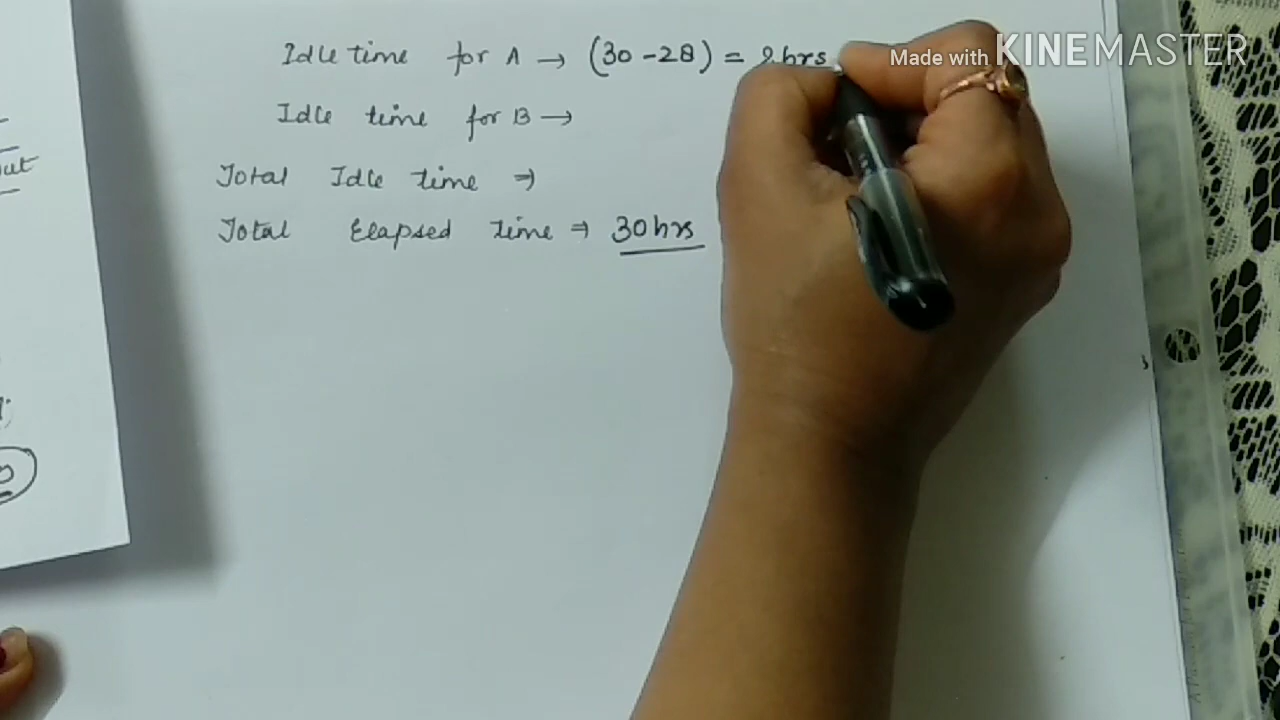 Made with KINEMASTER
Idle time for A → (30-28) = 2 hrs
Idle time for B →
Total Idle time ⇒
Total Elapsed time ⇒ 30 hrs